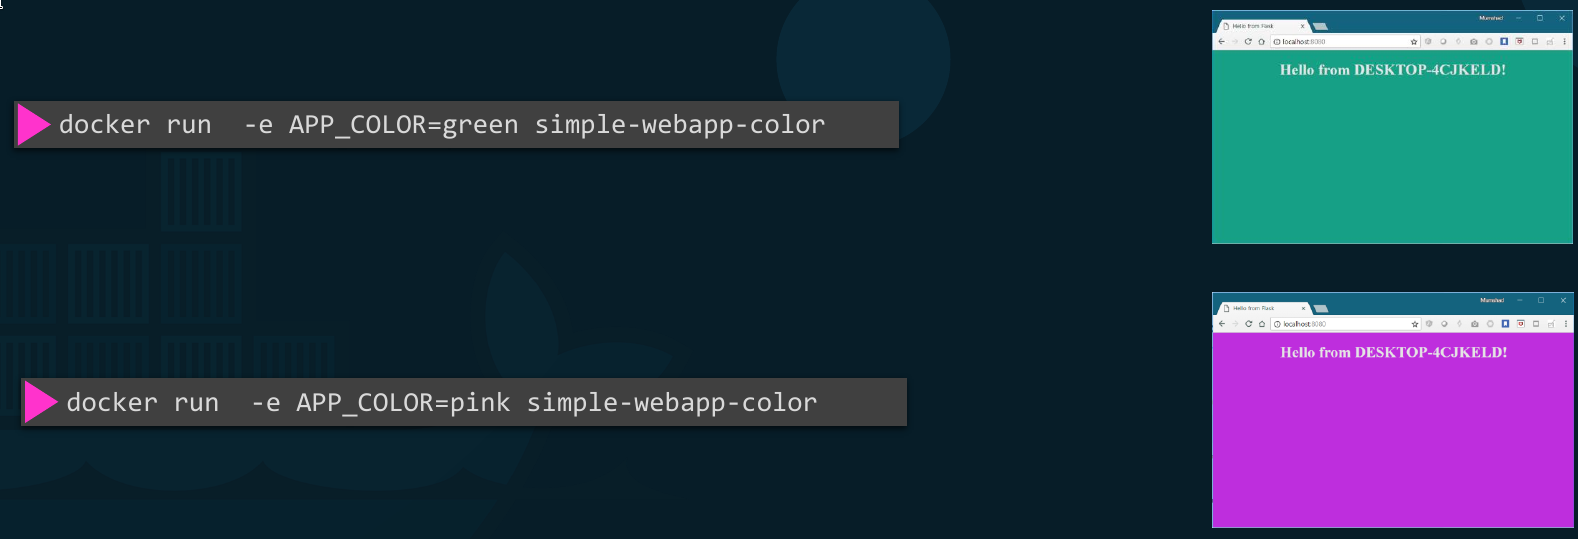 Mumshad
Hello from Flask
localhost:8080
Hello from DESKTOP-4CJKELD!
docker run  -e APP_COLOR=green simple-webapp-color
Mumshad
Hello from Flask
localhost:8080
Hello from DESKTOP-4CJKELD!
docker run  -e APP_COLOR=pink simple-webapp-color